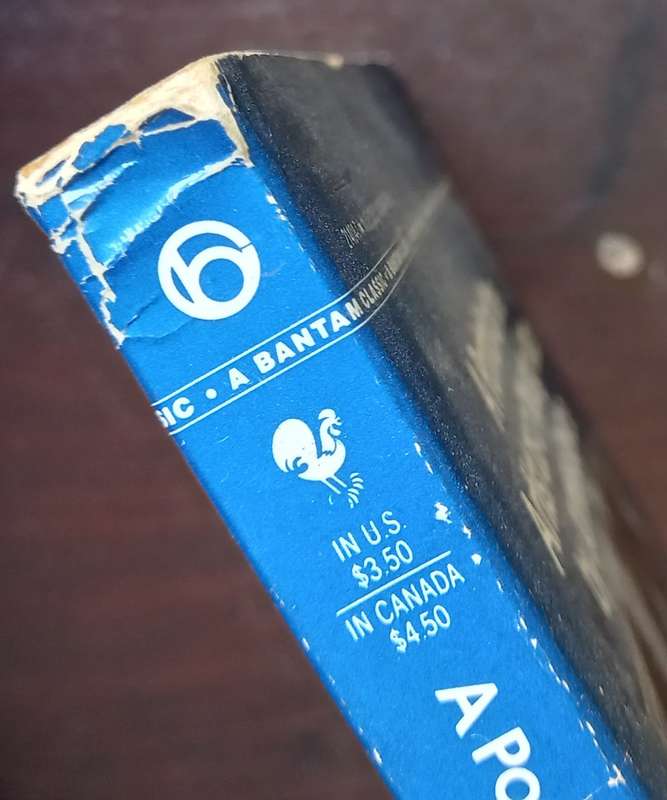 SIC • A BANTAM CLASSIC • A
IN U.S.
$3.50
IN CANADA
$4.50
A PO